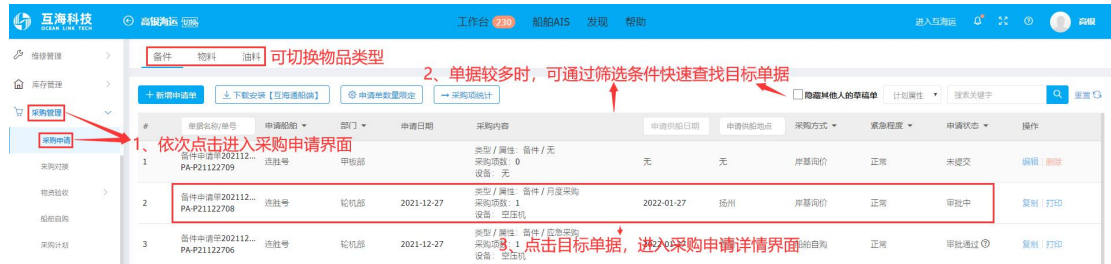 互海科技
OCEAN LINK TECH
高银海运 切换
工作台 230 船舶AIS 发现 帮助
进入互海运
高银
维修管理
库存管理
采购管理
采购申请
采购对接
物资验收
船舶自购
采购计划
备件 物料 油料 可切换物品类型
2、单据较多时，可通过筛选条件快速查找目标单据
+ 新增申请单 下载安装【互海通船端】 申请单数量限定 采购项统计
隐藏其他人的草稿单 计划属性 搜索关键字 重置
# 单据名称/单号 申请船舶 部门 申请日期 采购内容 申请供船日期 申请供船地点 采购方式 紧急程度 申请状态 操作
1、依次点击进入采购申请界面
1 备件申请单202112... PA-P21122709 连胜号 甲板部 类型 / 属性: 备件 / 无 采购项数: 0 设备: 无 无 无 岸基询价 正常 未提交 编辑 | 删除
2 备件申请单202112... PA-P21122708 连胜号 轮机部 2021-12-27 类型 / 属性: 备件 / 月度采购 采购项数: 1 设备: 空压机 2022-01-27 扬州 岸基询价 正常 审批中 复制 | 打印
3 备件申请单202112... PA-P21122706 连胜号 轮机部 2021-12-27 类型 / 属性: 备件 / 应急采购 采购项数: 1 设备: 空压机 船舶自购 正常 审批通过 复制 | 打印
3、点击目标单据，进入采购申请详情界面